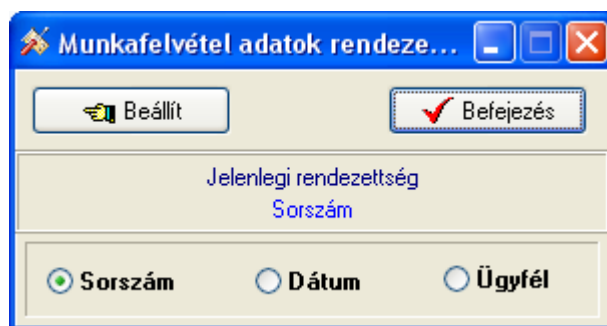 Munkafelvétel adatok rendeze...
Beállít Befejezés
Jelenlegi rendezettség
Sorszám
Sorszám Dátum Ügyfél